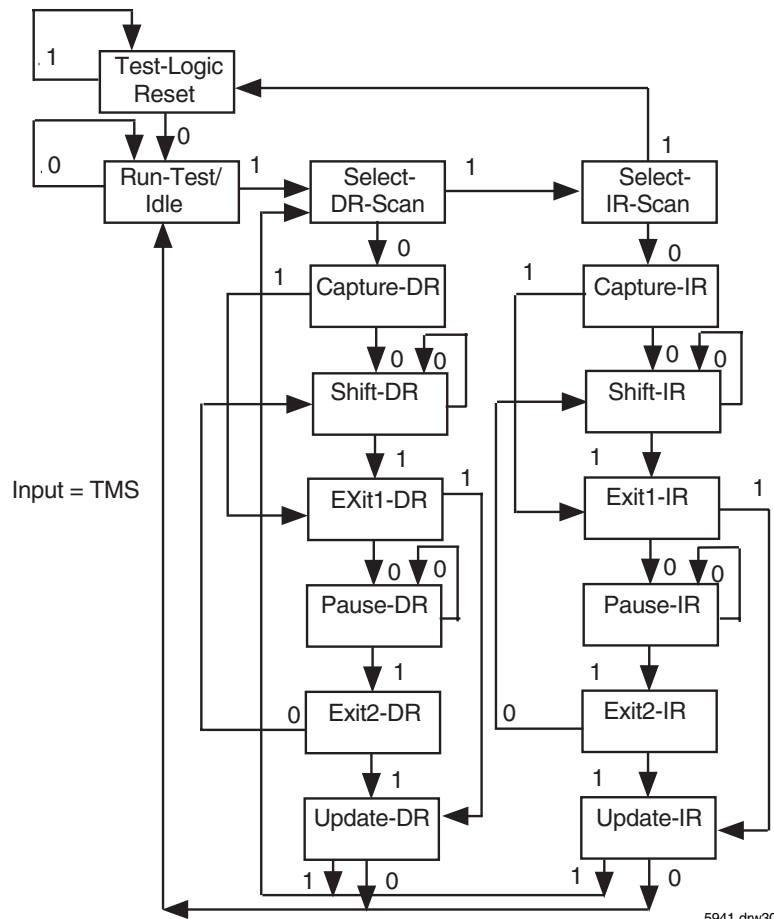 .1
Test-Logic
Reset
0
1
.0
Run-Test/
Idle
1
Select-
DR-Scan
1
Select-
IR-Scan
0
0
1
Capture-DR
1
Capture-IR
0
0
0
0
Shift-DR
Shift-IR
1
1
Input = TMS
EXit1-DR
1
Exit1-IR
1
0
0
0
0
Pause-DR
Pause-IR
1
1
0
Exit2-DR
0
Exit2-IR
1
1
Update-DR
Update-IR
1
0
1
0
5941 drw30